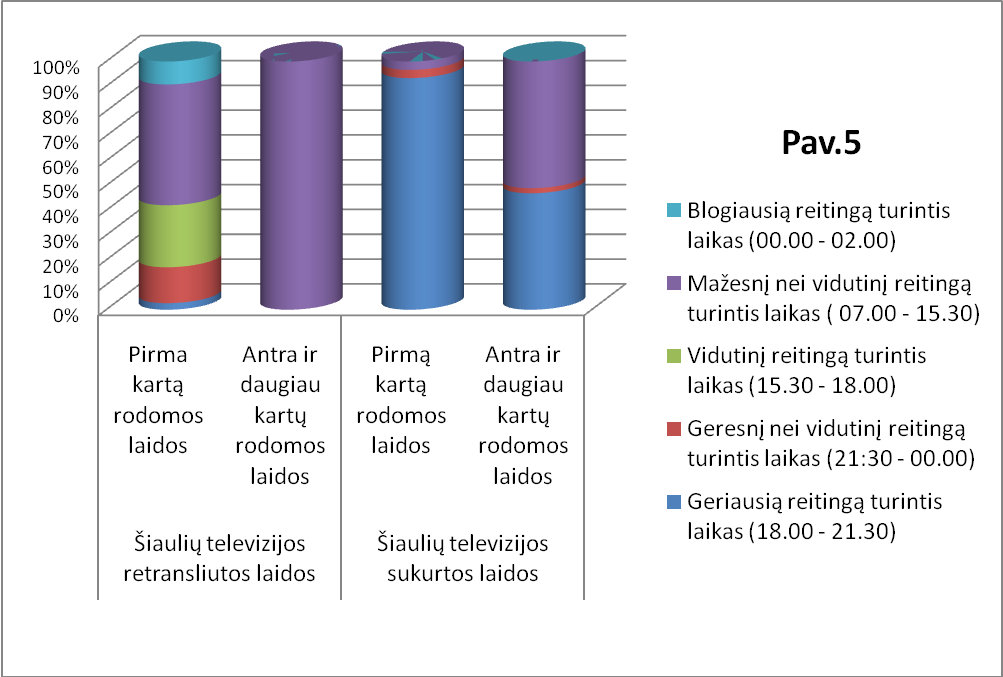 100%
90%
80%
70%
60%
50%
40%
30%
20%
10%
0%
Pirma
kartą
rodomos
laidos
Antra ir
daugiau
kartų
rodomos
laidos
Pirmą
kartą
rodomos
laidos
Antra ir
daugiau
kartų
rodomos
laidos
Šiaulių televizijos
retransliutos laidos
Šiaulių televizijos
sukurtos laidos
Pav.5
Blogiausią reitingą turintis
laikas (00.00 - 02.00)
Mažesnį nei vidutinį reitingą
turintis laikas ( 07.00 - 15.30)
Vidutinį reitingą turintis
laikas (15.30 - 18.00)
Geresnį nei vidutinį reitingą
turintis laikas (21:30 - 00.00)
Geriausią reitingą turintis
laikas (18.00 - 21.30)